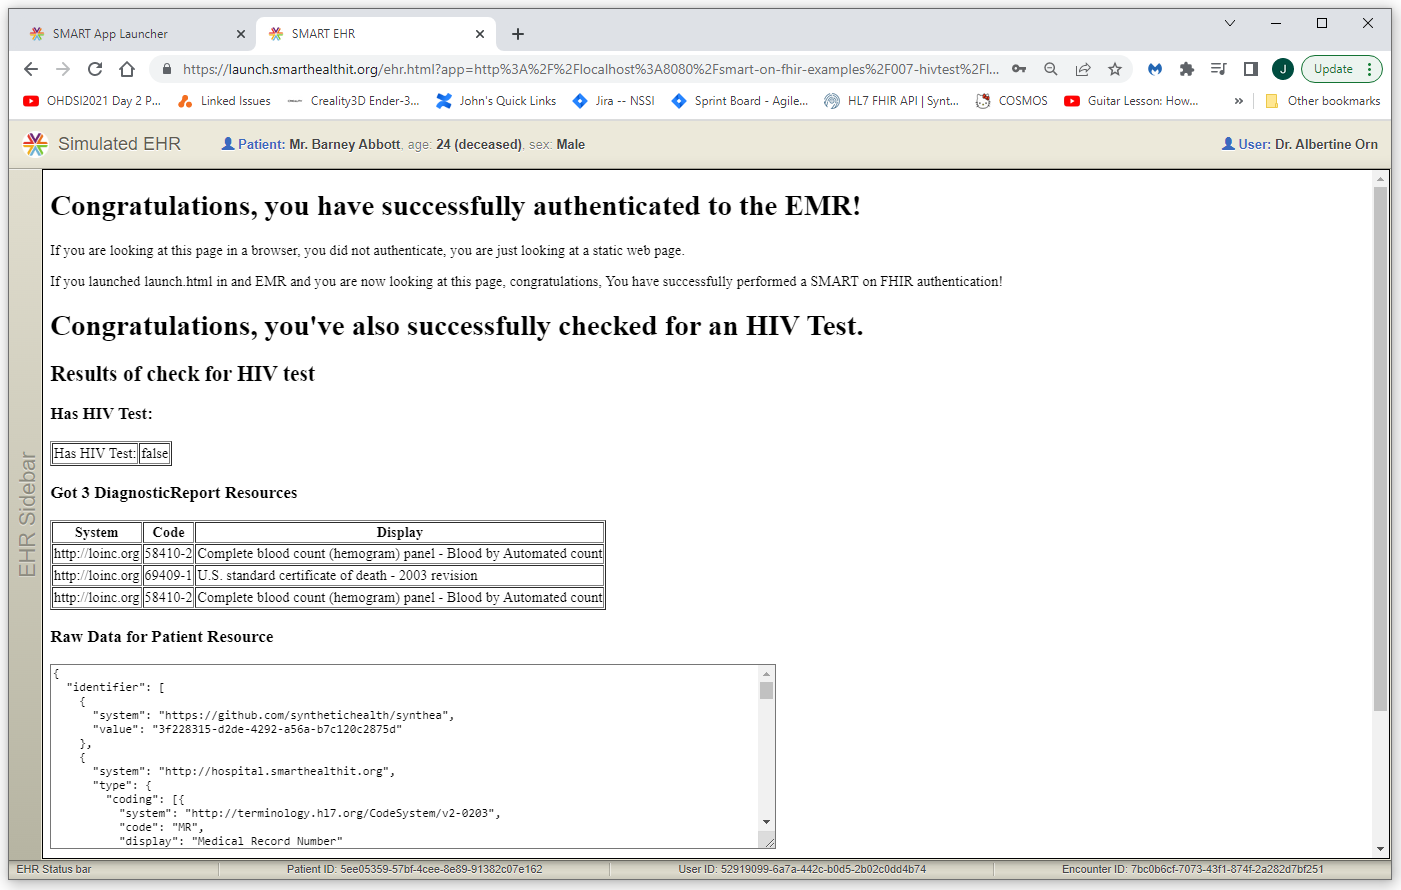 SMART App Launcher
SMART EHR
https://launch.smarthealthit.org/ehr.html?app=http%3A%2F%2Flocalhost%3A8080%2Fsmart-on-fhir-examples%2F007-hivtest%2Fl...
J
Update
OHDSI2021 Day 2 P...
Linked Issues
Creality3D Ender-3...
John's Quick Links
Jira -- NSSI
Sprint Board - Agile...
HL7 FHIR API | Synt...
COSMOS
Guitar Lesson: How...
»
Other bookmarks
Simulated EHR
Patient: Mr. Barney Abbott, age: 24 (deceased), sex: Male
User: Dr. Albertine Orn
EHR Sidebar
Congratulations, you have successfully authenticated to the EMR!
If you are looking at this page in a browser, you did not authenticate, you are just looking at a static web page.
If you launched launch.html in and EMR and you are now looking at this page, congratulations, You have successfully performed a SMART on FHIR authentication!
Congratulations, you've also successfully checked for an HIV Test.
Results of check for HIV test
Has HIV Test:
Has HIV Test: false
Got 3 DiagnosticReport Resources
System Code Display
http://loinc.org 58410-2 Complete blood count (hemogram) panel - Blood by Automated count
http://loinc.org 69409-1 U.S. standard certificate of death - 2003 revision
http://loinc.org 58410-2 Complete blood count (hemogram) panel - Blood by Automated count
Raw Data for Patient Resource
{
"identifier": [
{
"system": "https://github.com/synthetichealth/synthea",
"value": "3f228315-d2de-4292-a56a-b7c120c2875d"
},
{
"system": "http://hospital.smarthealthit.org",
"type": {
"coding": [{
"system": "http://terminology.hl7.org/CodeSystem/v2-0203",
"code": "MR",
"display": "Medical Record Number"
EHR Status bar
Patient ID: 5ee05359-57bf-4cee-8e89-91382c07e162
User ID: 52919099-6a7a-442c-b0d5-2b02c0dd4b74
Encounter ID: 7bc0b6cf-7073-43f1-874f-2a282d7bf251